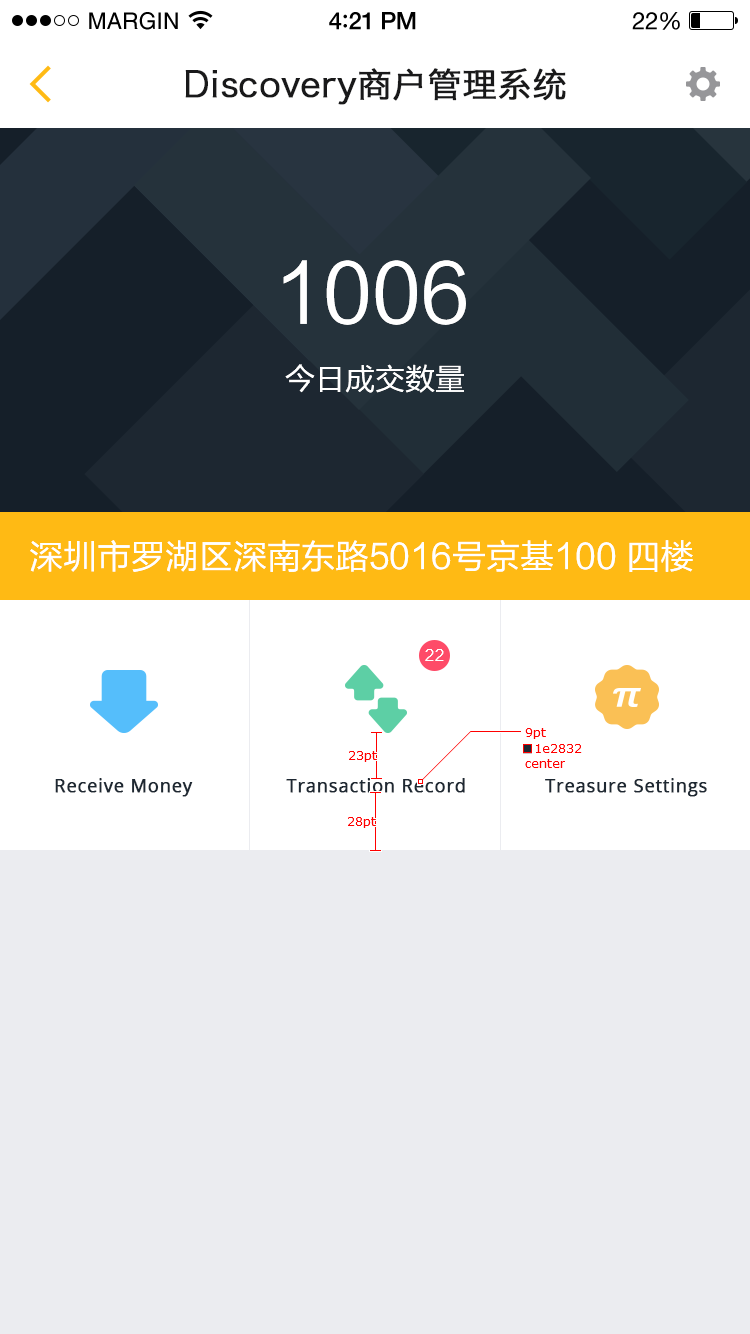 MARGIN 4:21 PM 22%
Discovery商户管理系统
1006
今日成交数量
深圳市罗湖区深南东路5016号京基100 四楼
22
π
9pt
1e2832
center
23pt
Receive Money Transaction Record Treasure Settings
28pt